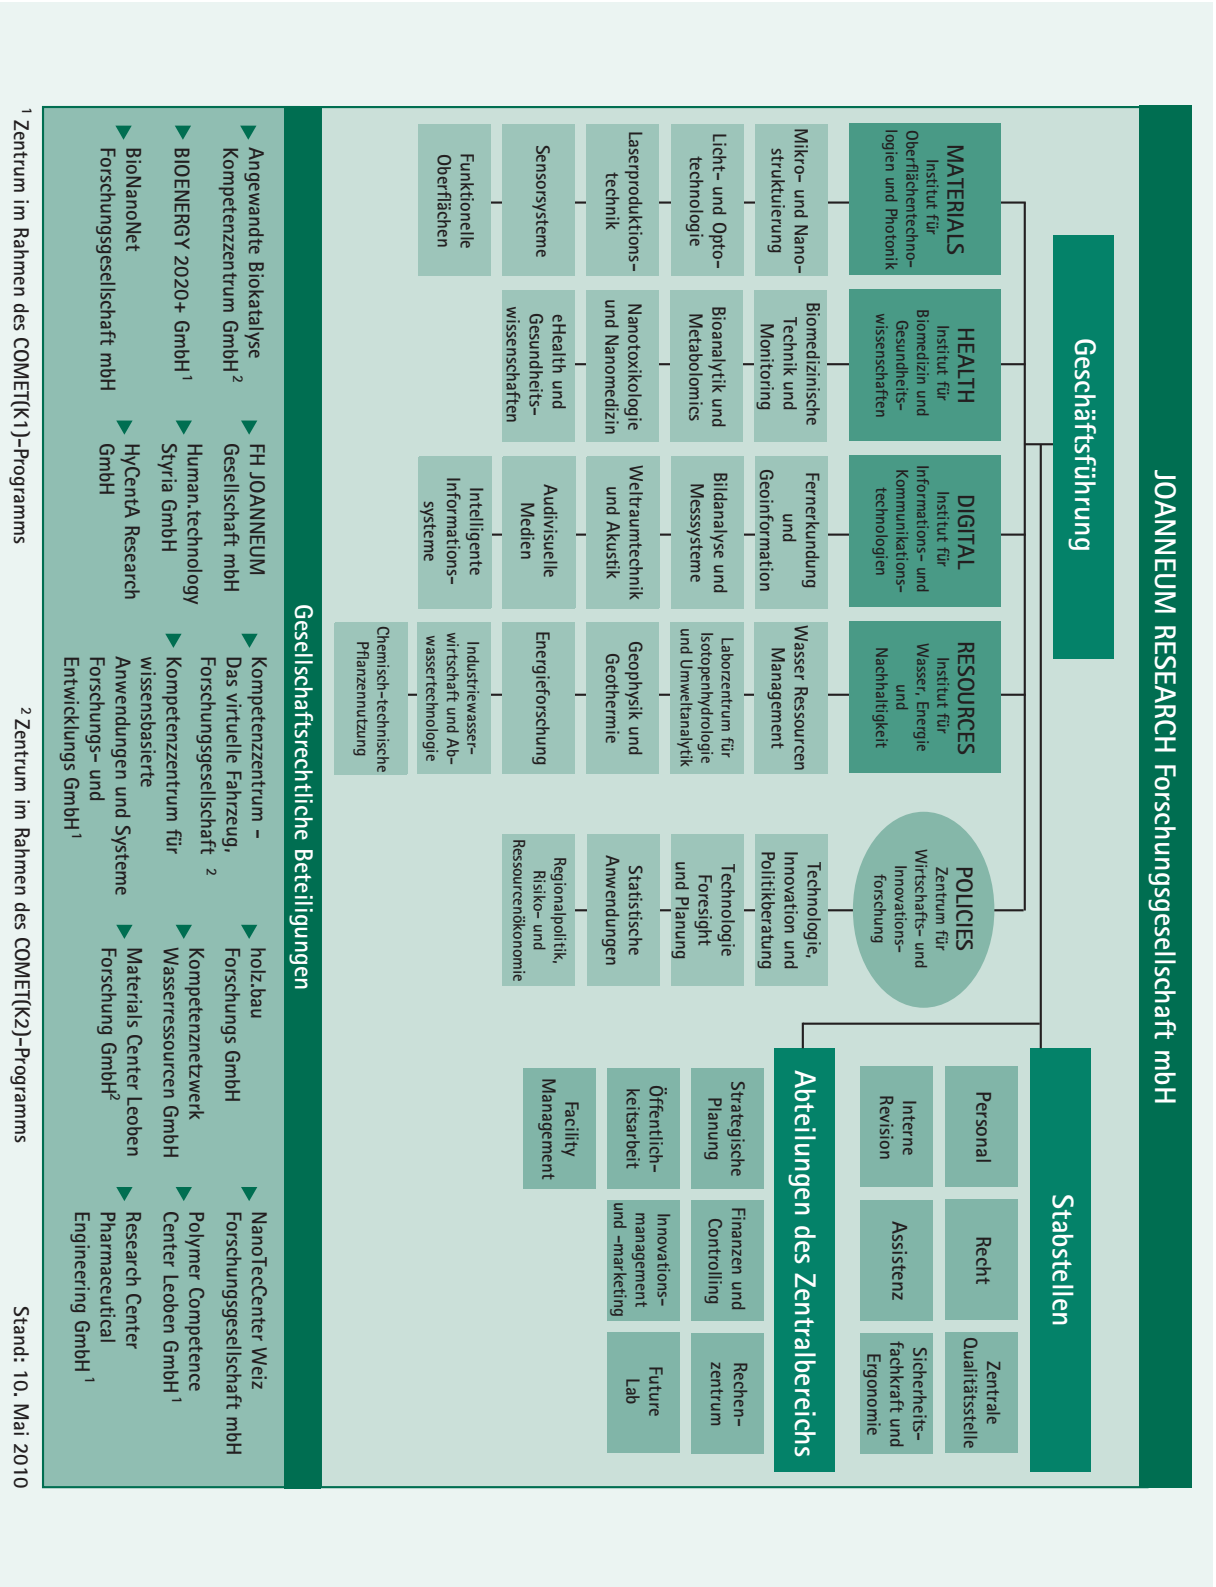 JOANNEUM RESEARCH Forschungsgesellschaft mbH
Geschäftsführung
MATERIALS
Institut für
Oberflächentechno-
logien und Photonik
Mikro- und Nano-
strukturierung
Licht- und Opto-
technologie
Laserproduktions-
technik
Sensorsysteme
Funktionelle
Oberflächen
HEALTH
Institut für
Biomedizin und
Gesundheits-
wissenschaften
Biomedizinische
Technik und
Monitoring
Bioanalytik und
Metabolomics
Nanotoxikologie
und Nanomedizin
eHealth und
Gesundheits-
wissenschaften
DIGITAL
Institut für
Informations- und
Kommunikations-
technologien
Fernerkundung
und
Geoinformation
Bildanalyse und
Messsysteme
Weltraumtechnik
und Akustik
Audivisuelle
Medien
Intelligente
Informations-
systeme
RESOURCES
Institut für
Wasser, Energie
und
Nachhaltigkeit
Wasser Ressourcen
Management
Laborzentrum für
Isotopenhydrologie
und Umweltanalytik
Geophysik und
Geothermie
Energieforschung
Industriewasser-
wirtschaft und Ab-
wassertechnologie
Chemisch-technische
Pflanzennutzung
POLICIES
Zentrum für
Wirtschafts- und
Innovations-
forschung
Technologie,
Innovation und
Politikberatung
Technologie
Foresight
und Planung
Statistische
Anwendungen
Regionalpolitik,
Risiko- und
Ressourcenökonomie
Stabstellen
Personal
Recht
Zentrale
Qualitätsstelle
Interne
Revision
Assistenz
Sicherheits-
fachkraft und
Ergonomie
Abteilungen des Zentralbereichs
Strategische
Planung
Finanzen und
Controlling
Rechen-
zentrum
Öffentlich-
keitsarbeit
Innovations-
management
und -marketing
Future
Lab
Facility
Management
Gesellschaftsrechtliche Beteiligungen
▶ Angewandte Biokatalyse
Kompetenzzentrum GmbH ²
▶ BIOENERGY 2020+ GmbH ¹
▶ BioNanoNet
Forschungsgesellschaft mbH
▶ FH JOANNEUM
Gesellschaft mbH
▶ Human.technology
Styria GmbH
▶ HyCentA Research
GmbH
▶ Kompetenzzentrum -
Das virtuelle Fahrzeug,
Forschungsgesellschaft ²
▶ Kompetenzzentrum für
wissensbasierte
Anwendungen und Systeme
Forschungs- und
Entwicklungs GmbH ¹
▶ holz.bau
Forschungs GmbH
▶ Kompetenznetzwerk
Wasserressourcen GmbH
▶ Materials Center Leoben
Forschung GmbH²
▶ NanoTecCenter Weiz
Forschungsgesellschaft mbH
▶ Polymer Competence
Center Leoben GmbH ¹
▶ Research Center
Pharmaceutical
Engineering GmbH ¹
¹ Zentrum im Rahmen des COMET(K1)-Programms
² Zentrum im Rahmen des COMET(K2)-Programms
Stand: 10. Mai 2010